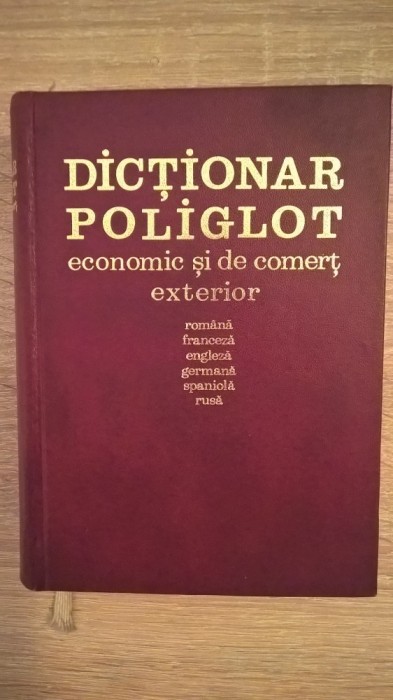 DICȚIONAR
POLIGLOT
economic și de comerț
exterior
română
franceză
engleză
germană
spaniolă
rusă